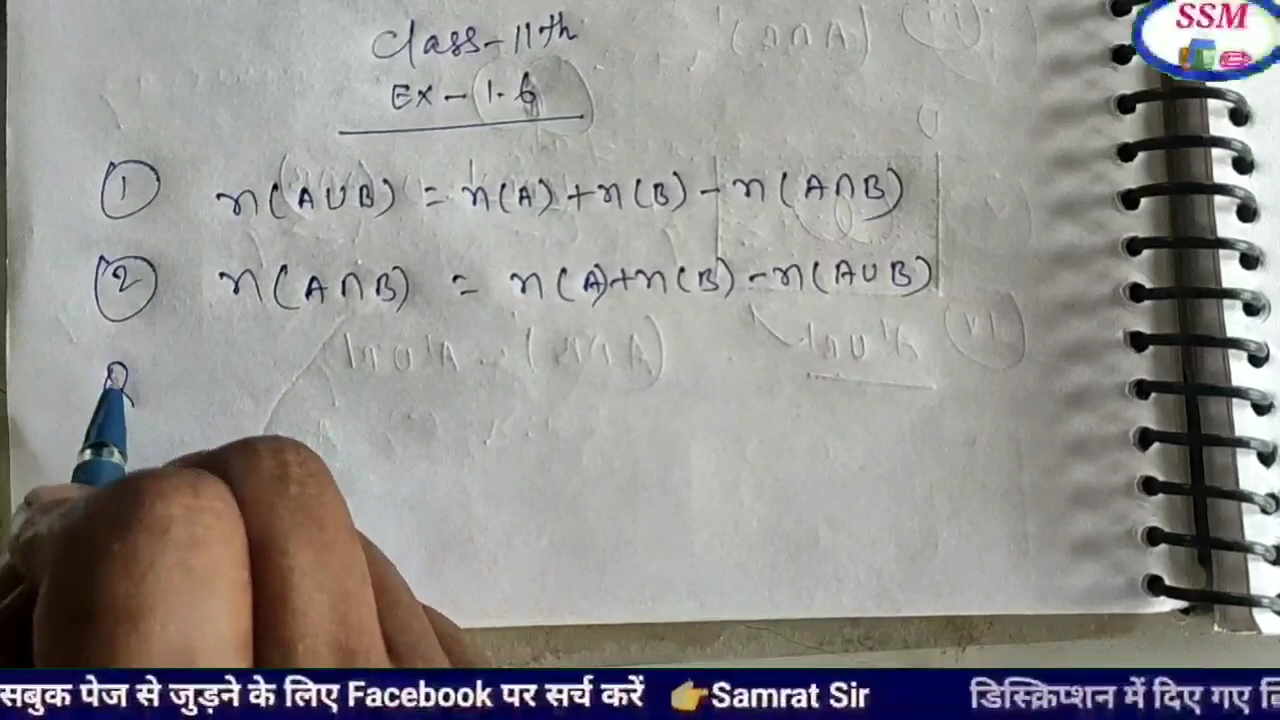 SSM
Class-11th
Ex-1.6
① n(A∪B) = n(A)+n(B)-n(A∩B)
② n(A∩B) = n(A)+n(B)-n(A∪B)
सबुक पेज से जुड़ने के लिए Facebook पर सर्च करें 👉Samrat Sir डिस्क्रिप्शन में दिए गए